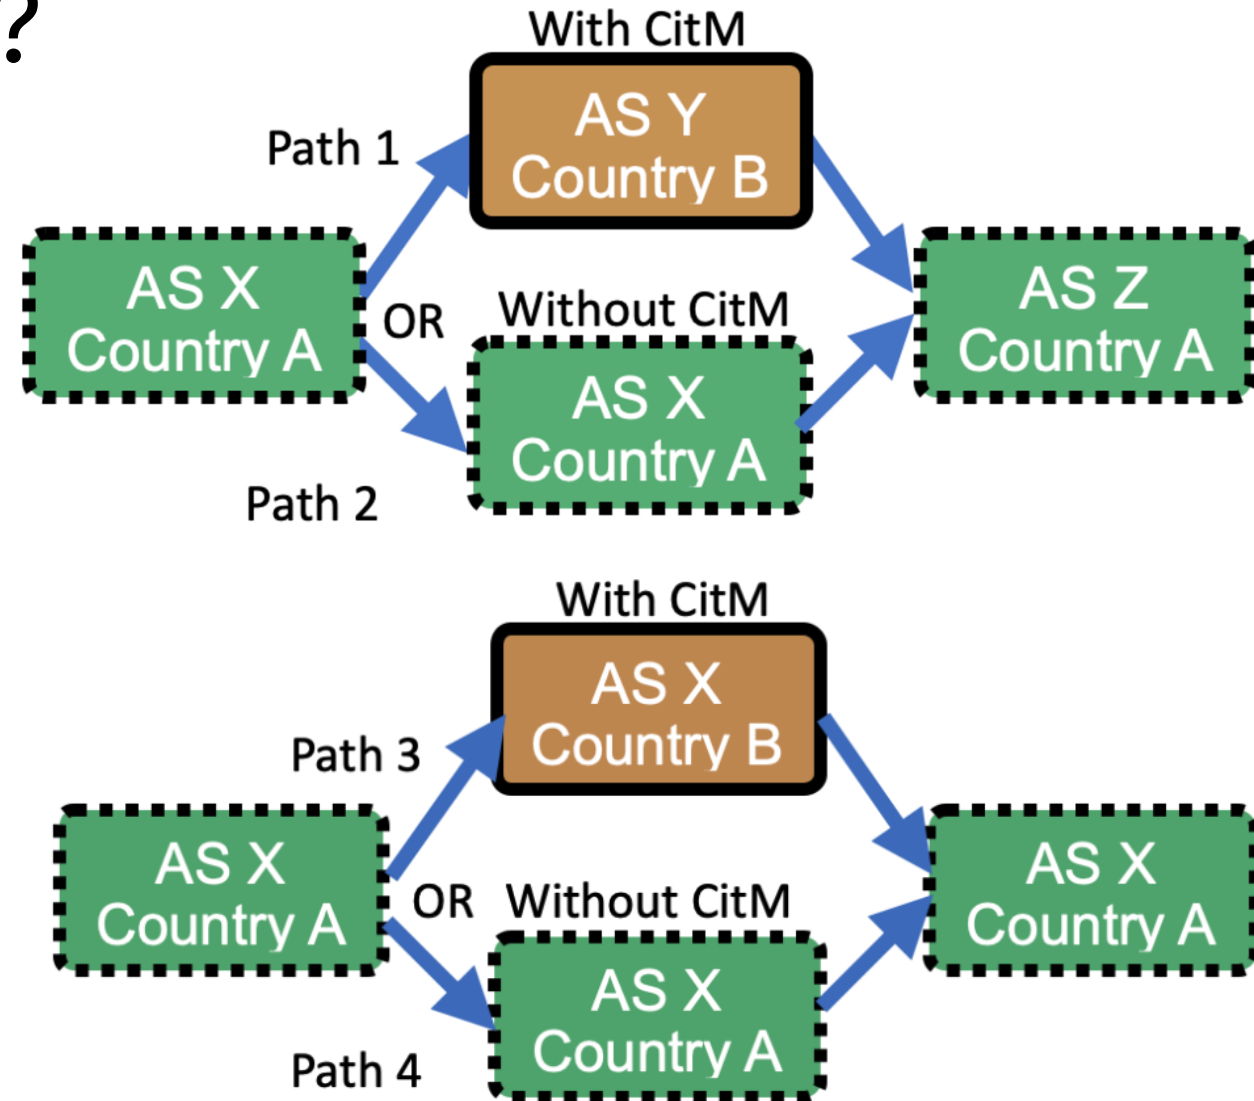 ?
With CitM
AS Y
Country B
Path 1
AS X
Country A
OR
Without CitM
AS X
Country A
AS Z
Country A
Path 2
With CitM
AS X
Country B
Path 3
AS X
Country A
OR
Without CitM
AS X
Country A
AS X
Country A
Path 4